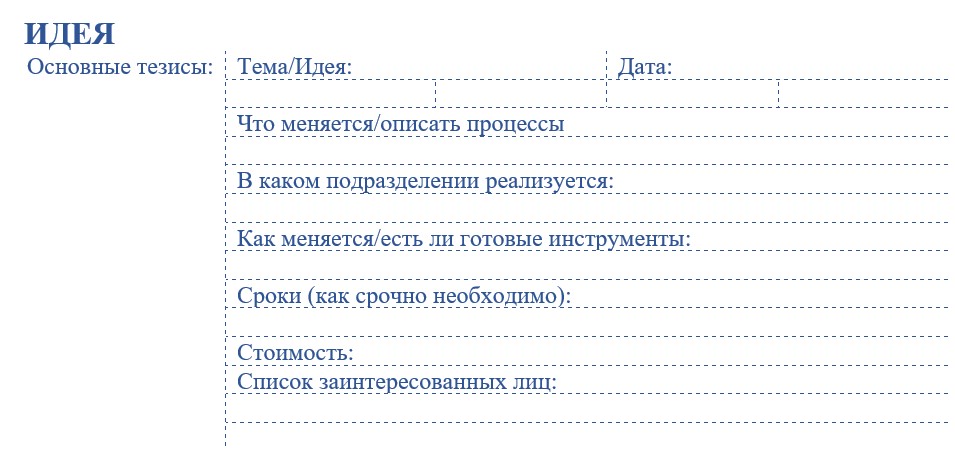 ИДЕЯ
Основные тезисы:
Тема/Идея:
Дата:
Что меняется/описать процессы
В каком подразделении реализуется:
Как меняется/есть ли готовые инструменты:
Сроки (как срочно необходимо):
Стоимость:
Список заинтересованных лиц: